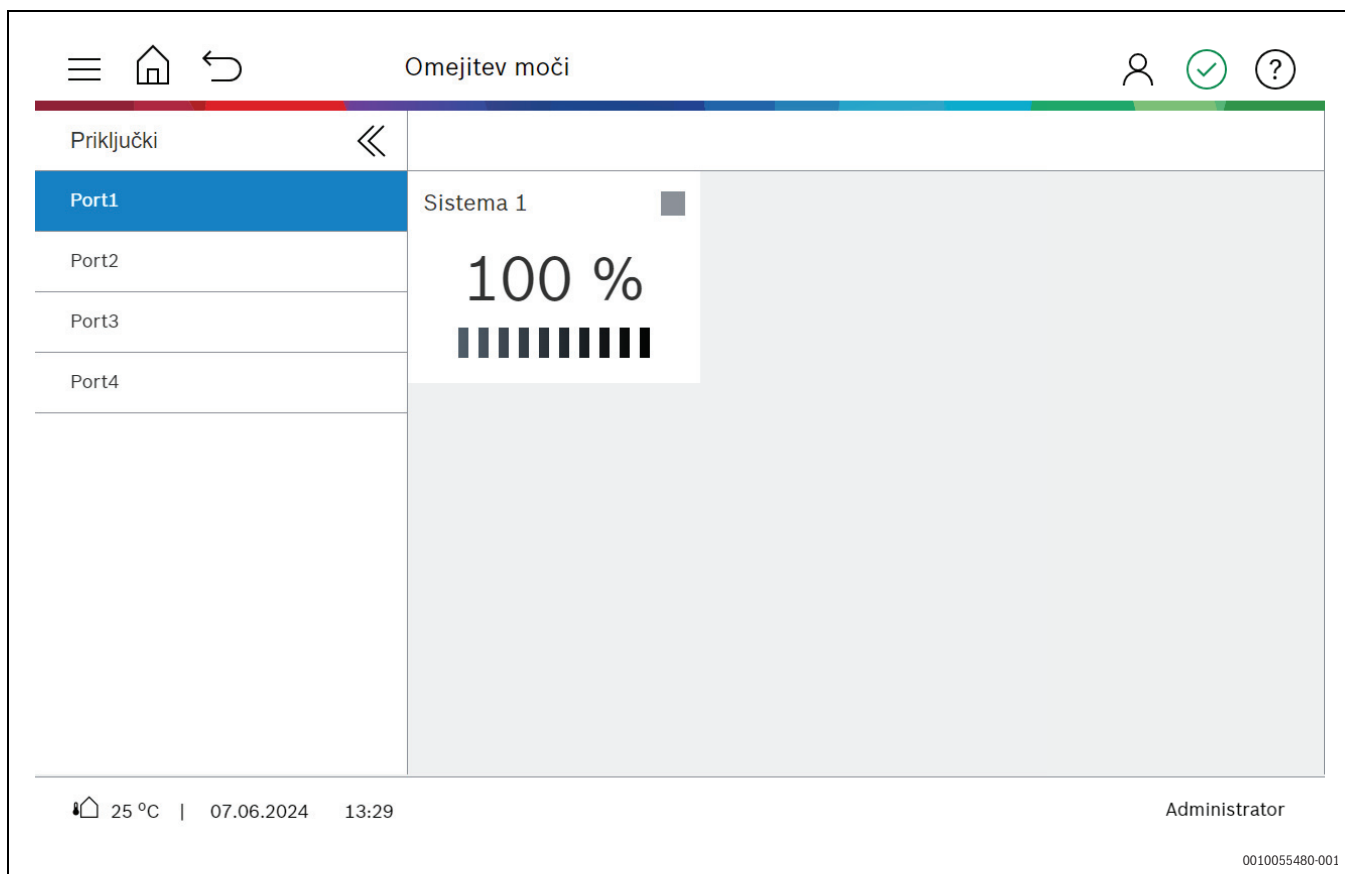 Omejitev moči
Priključki
Port1
Port2
Port3
Port4
Sistema 1
100 %
25 °C | 07.06.2024 13:29
Administrator
0010055480-001